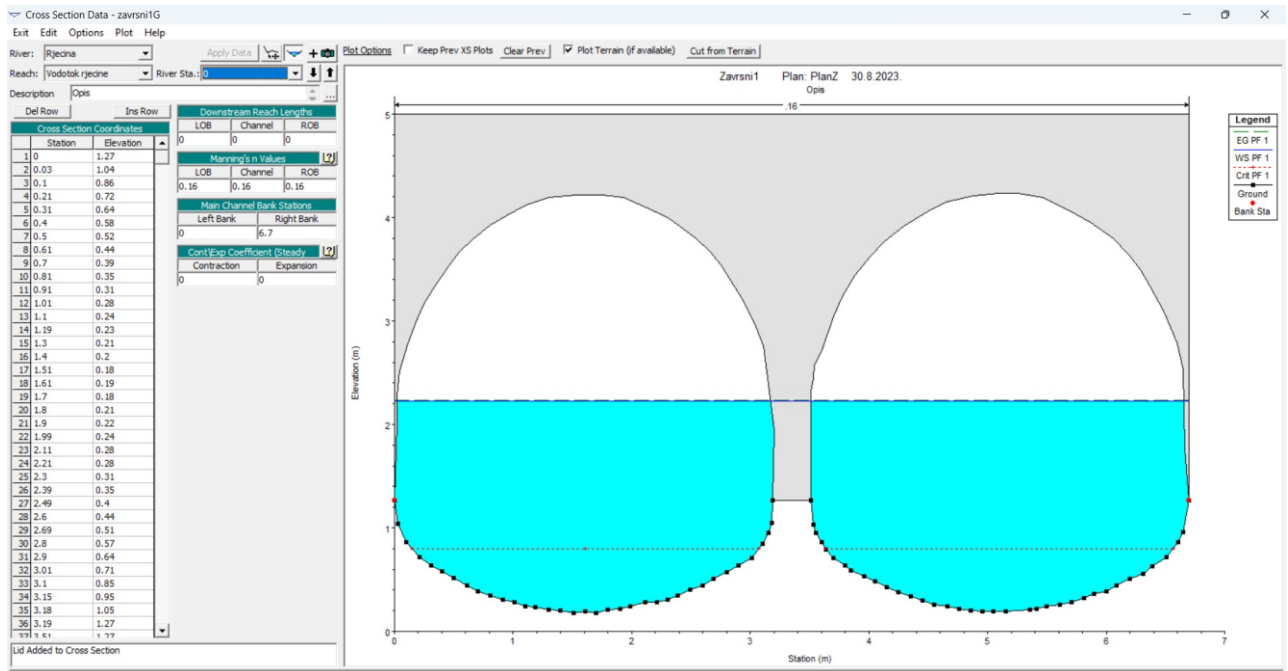 Cross Section Data - zavrsni1G
Exit Edit Options Plot Help
River: Rjecina
Apply Data
Plot Options Keep Prev XS Plots Clear Prev Plot Terrain (if available) Cut from Terrain
Reach: Vodotok rjecine River Sta.: 0
Description Opis ...
Del Row Ins Row
Cross Section Coordinates
Station Elevation
1 0 1.27
2 0.03 1.04
3 0.1 0.86
4 0.21 0.72
5 0.31 0.64
6 0.4 0.58
7 0.5 0.52
8 0.61 0.44
9 0.7 0.39
10 0.81 0.35
11 0.91 0.31
12 1.01 0.28
13 1.1 0.24
14 1.19 0.23
15 1.3 0.21
16 1.4 0.2
17 1.51 0.18
18 1.61 0.19
19 1.7 0.18
20 1.8 0.21
21 1.9 0.22
22 1.99 0.24
23 2.11 0.28
24 2.21 0.28
25 2.3 0.31
26 2.39 0.35
27 2.49 0.4
28 2.6 0.44
29 2.69 0.51
30 2.8 0.57
31 2.9 0.64
32 3.01 0.71
33 3.1 0.85
34 3.15 0.95
35 3.18 1.05
36 3.19 1.27
37 3.51 1.27
Lid Added to Cross Section
Downstream Reach Lengths
LOB Channel ROB
0 0 0
Manning's n Values ?
LOB Channel ROB
0.16 0.16 0.16
Main Channel Bank Stations
Left Bank Right Bank
0 6.7
Cont\Exp Coefficient (Steady ?
Contraction Expansion
0 0
Zavrsni1 Plan: PlanZ 30.8.2023.
Opis
.16
5
4
3
2
1
0
Elevation (m)
0 1 2 3 4 5 6 7
Station (m)
Legend
EG PF 1
WS PF 1
Crit PF 1
Ground
Bank Sta